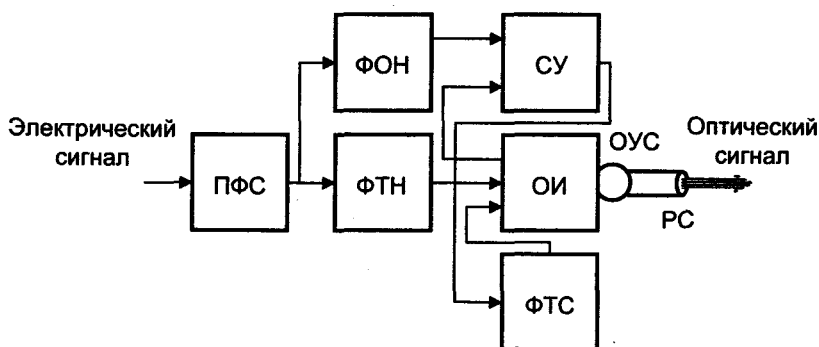 ФОН
СУ
Электрический
сигнал
ПФС
ФТН
ОИ
ОУС
Оптический
сигнал
РС
ФТС